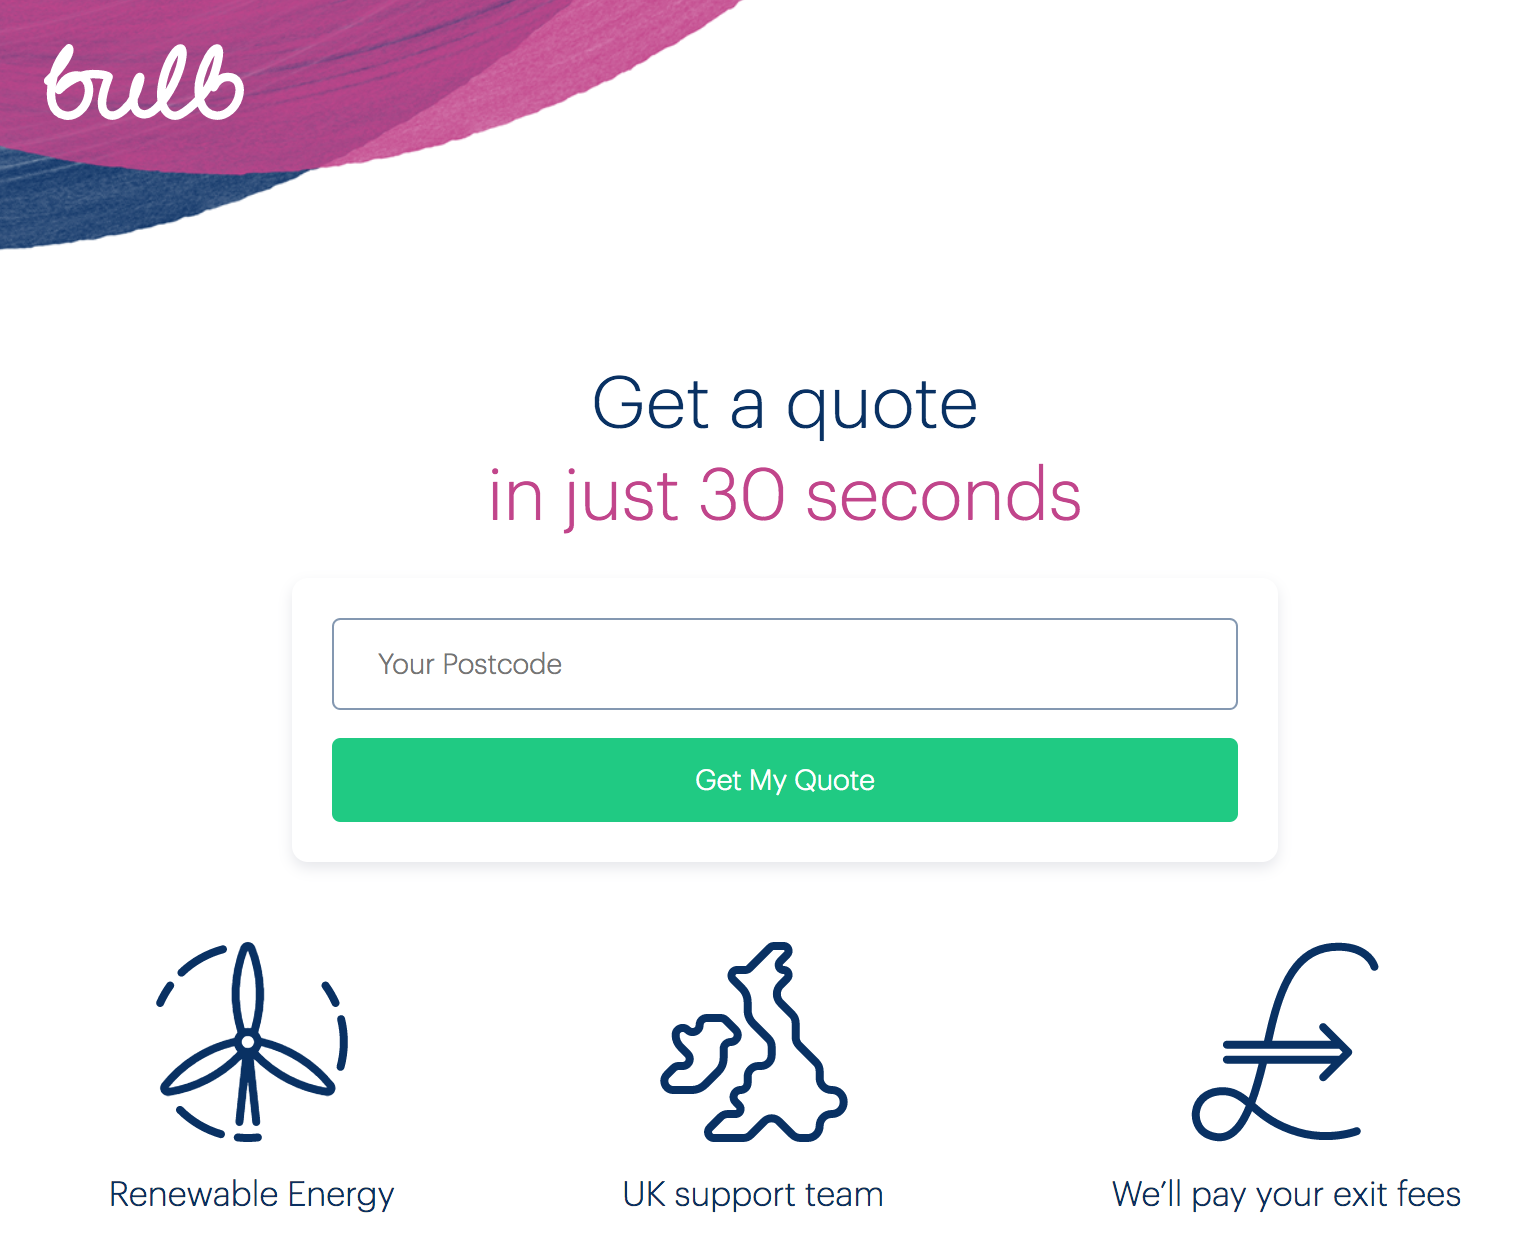 bulb
Get a quote
in just 30 seconds
Your Postcode
Get My Quote
Renewable Energy
UK support team
We’ll pay your exit fees